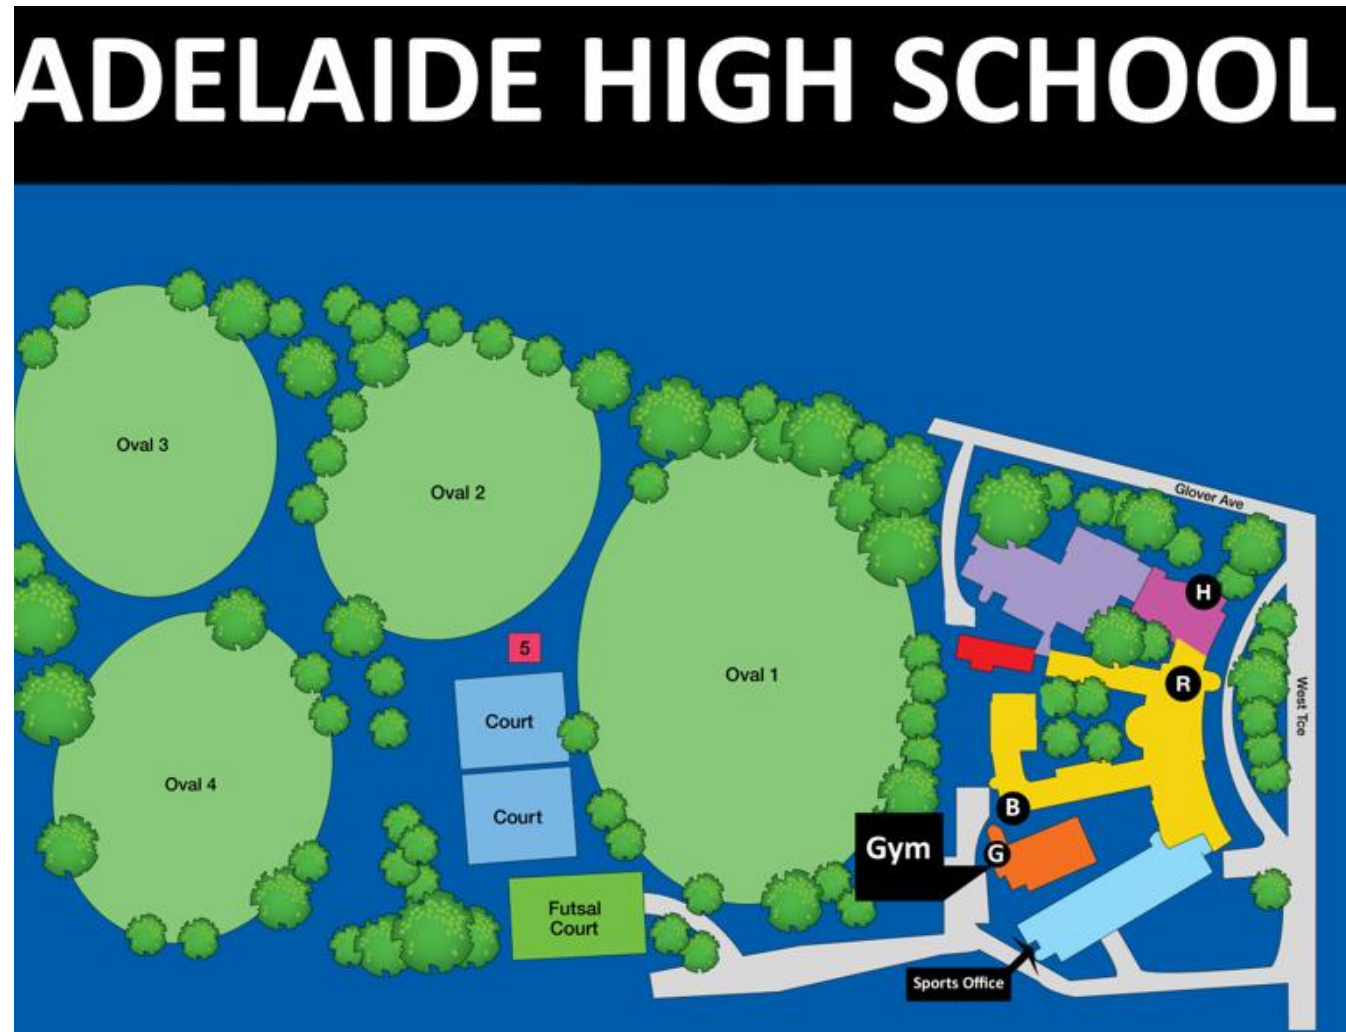 ADELAIDE HIGH SCHOOL
Oval 3
Oval 2
Glover Ave
H
5
Oval 1
R
West Tce
Court
Oval 4
Court
B
Gym
G
Futsal
Court
Sports Office